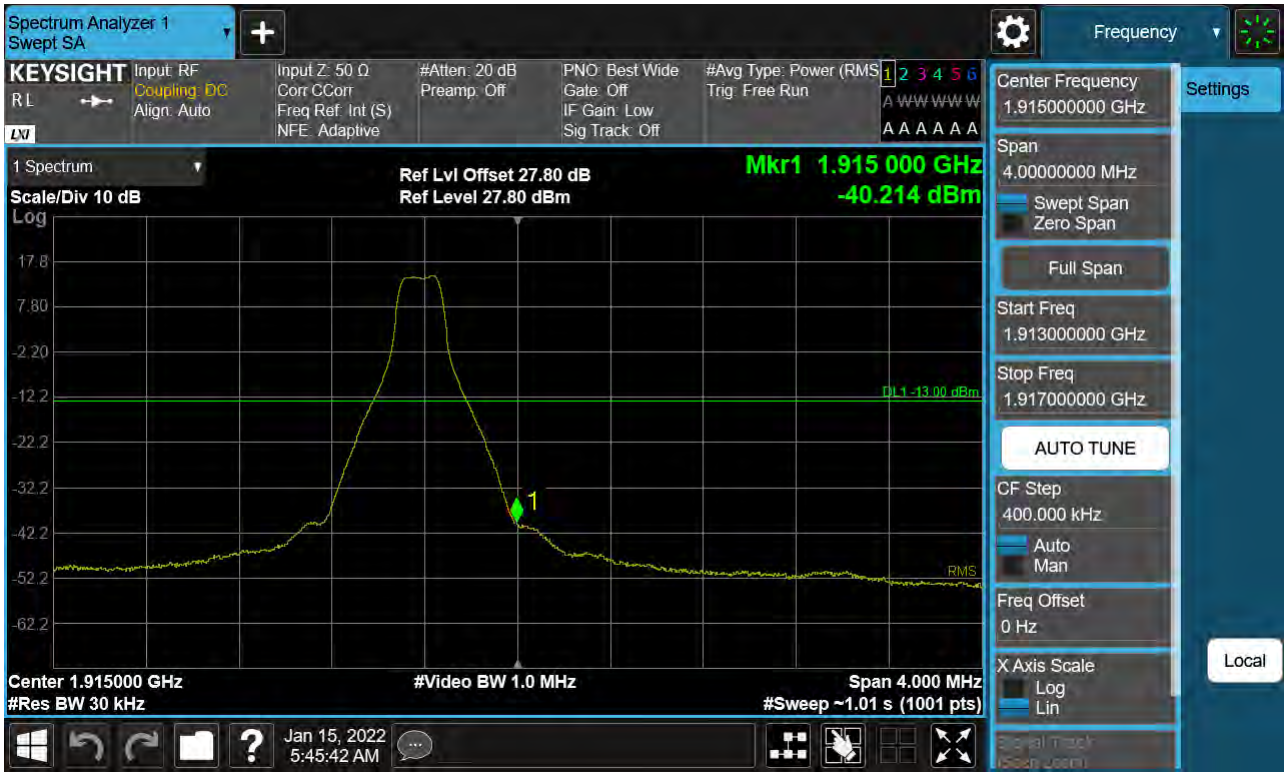 Spectrum Analyzer 1
Swept SA
Frequency
KEYSIGHT
RL
LXI
Input: RF
Coupling: DC
Align: Auto
Input Z: 50 Ω
Corr CCorr
Freq Ref: Int (S)
NFE: Adaptive
#Atten: 20 dB
Preamp: Off
PNO: Best Wide
Gate: Off
IF Gain: Low
Sig Track: Off
#Avg Type: Power (RMS
Trig: Free Run
1 2 3 4 5 6
A WW WW W
A A A A A A
1 Spectrum
Scale/Div 10 dB
Log
Ref Lvl Offset 27.80 dB
Ref Level 27.80 dBm
Mkr1 1.915 000 GHz
-40.214 dBm
17.8
7.80
-2.20
-12.2
-22.2
-32.2
-42.2
-52.2
-62.2
DL1 -13.00 dBm
1
RMS
Center 1.915000 GHz
#Video BW 1.0 MHz
Span 4.000 MHz
#Res BW 30 kHz
#Sweep ~1.01 s (1001 pts)
Center Frequency
1.915000000 GHz
Settings
Span
4.00000000 MHz
Swept Span
Zero Span
Full Span
Start Freq
1.913000000 GHz
Stop Freq
1.917000000 GHz
AUTO TUNE
CF Step
400.000 kHz
Auto
Man
Freq Offset
0 Hz
X Axis Scale
Log
Lin
Local
Signal Track
(Span Zoom)
Jan 15, 2022
5:45:42 AM